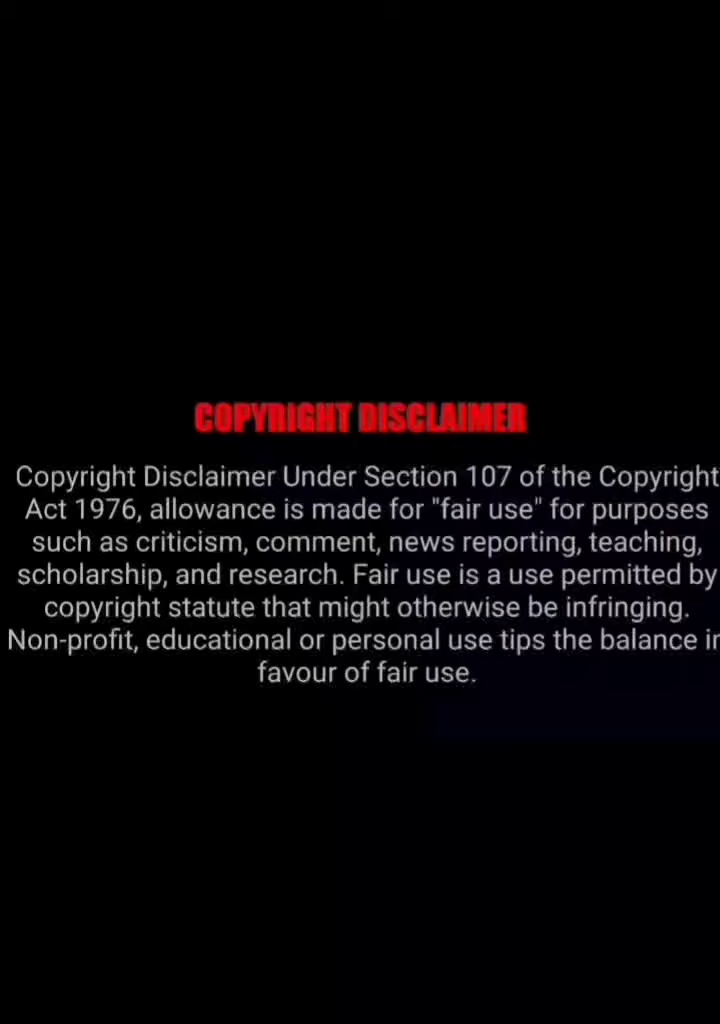 COPYRIGHT DISCLAIMER
Copyright Disclaimer Under Section 107 of the Copyright
Act 1976, allowance is made for "fair use" for purposes
such as criticism, comment, news reporting, teaching,
scholarship, and research. Fair use is a use permitted by
copyright statute that might otherwise be infringing.
Non-profit, educational or personal use tips the balance in
favour of fair use.